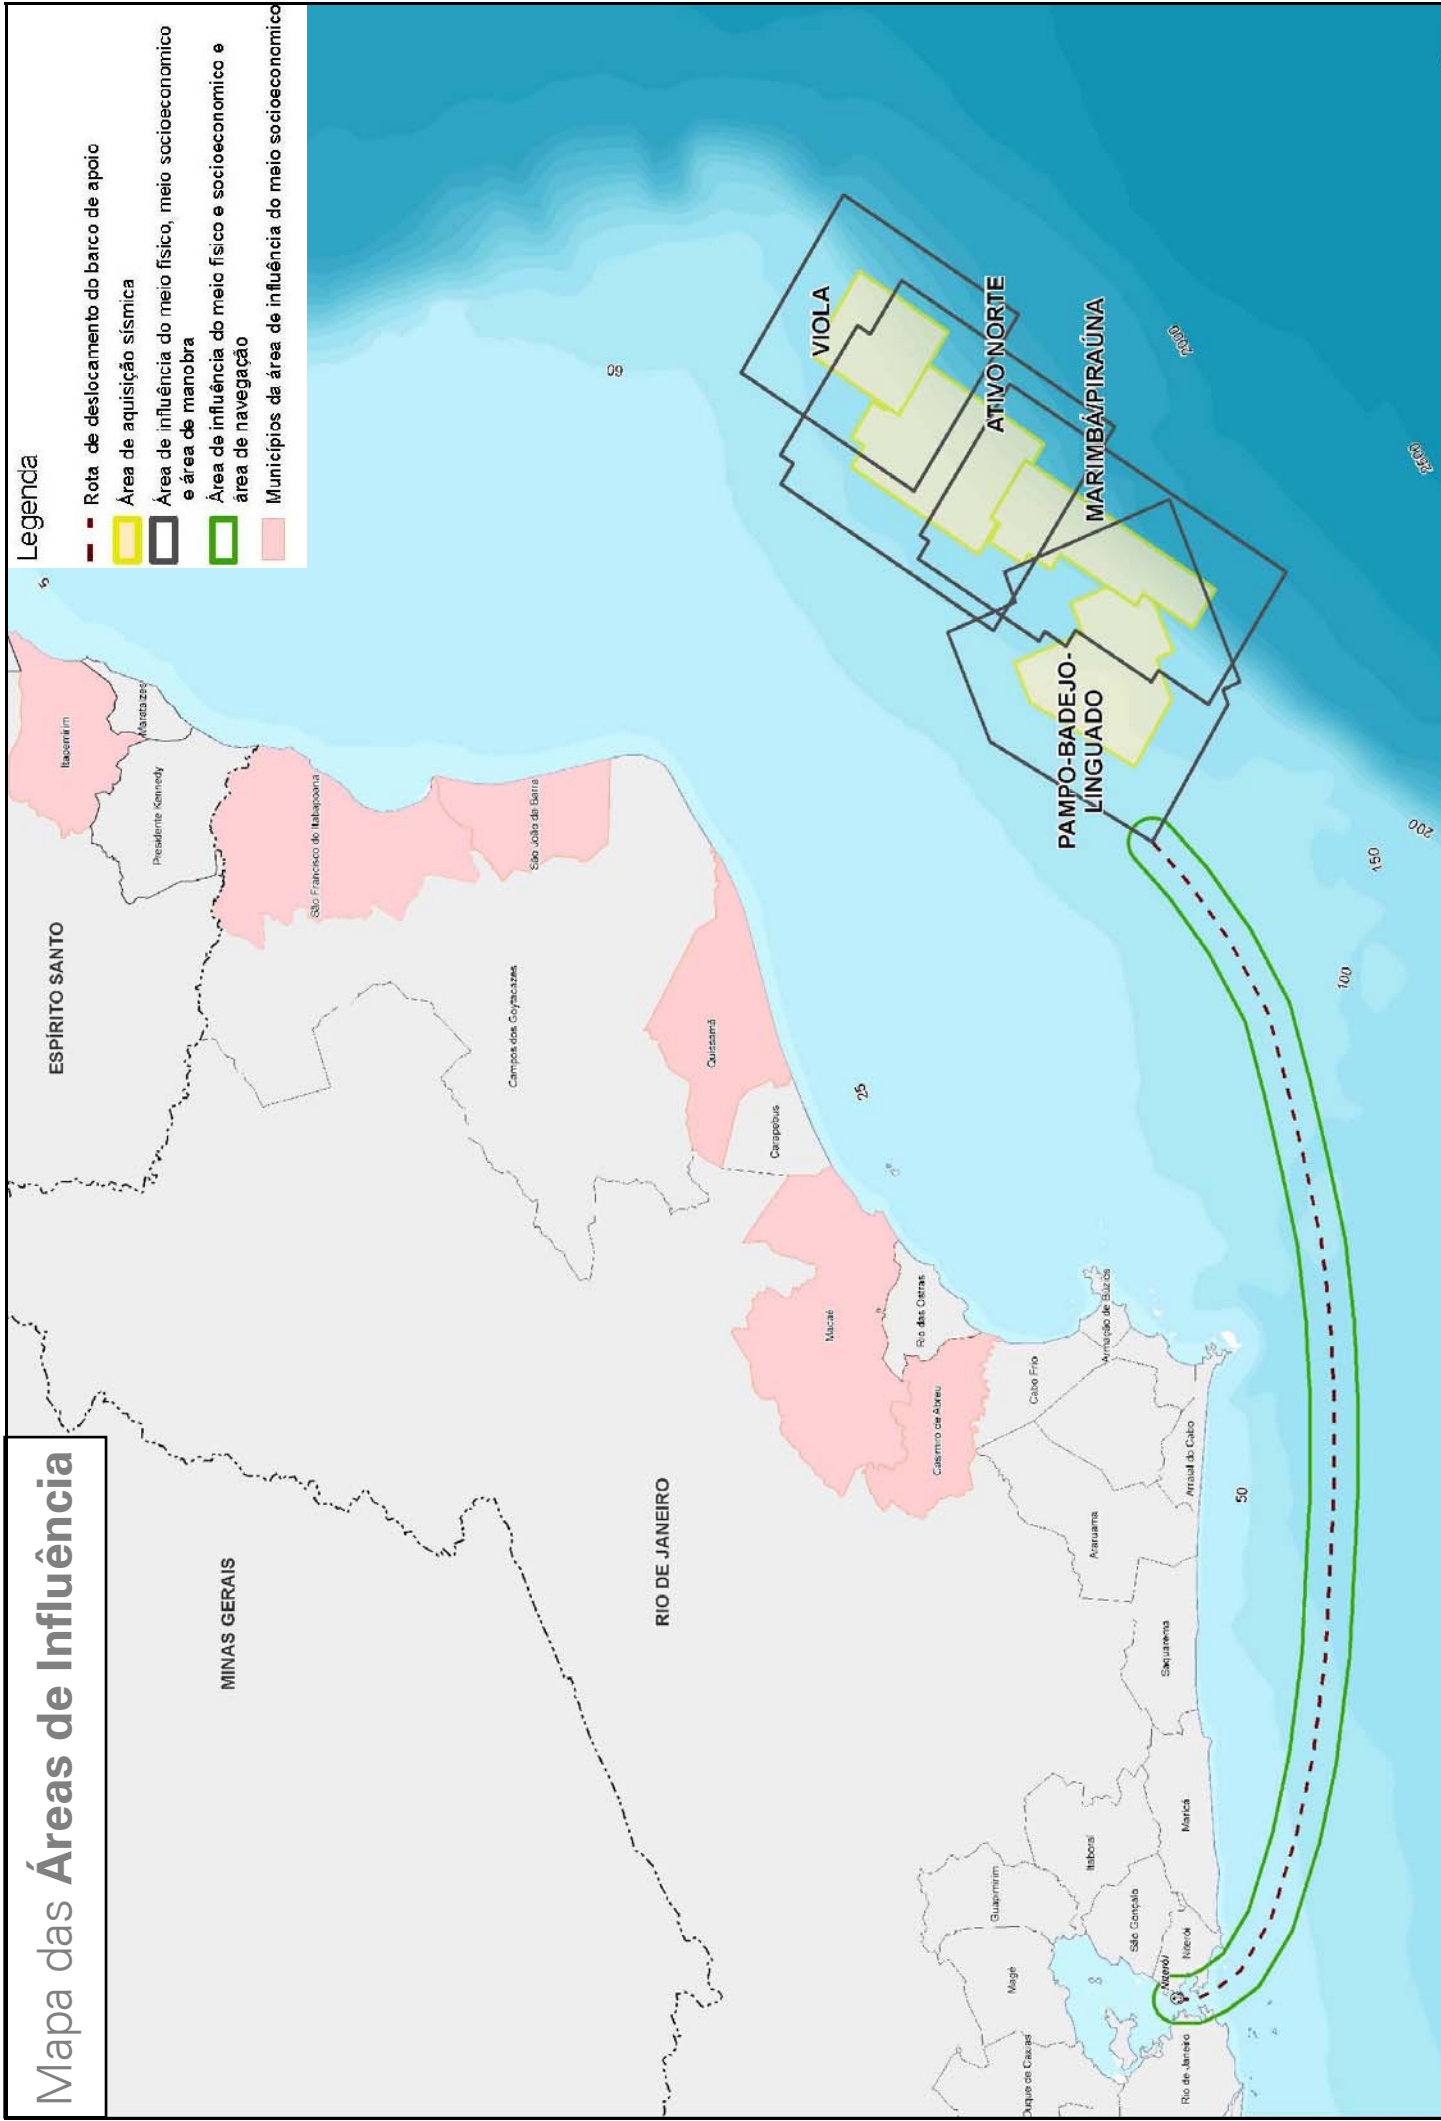 Mapa das Áreas de Influência
Legenda
Rota de deslocamento do barco de apoio
Área de aquisição sísmica
Área de influência do meio físico, meio socioeconomico
e área de manobra
Área de influência do meio físico e socioeconomico e
área de navegação
Municípios da área de influência do meio socioeconomico
ESPÍRITO SANTO
MINAS GERAIS
RIO DE JANEIRO
Itapemirim
Marataízes
Presidente Kennedy
São Francisco do Itabapoana
São João da Barra
Campos dos Goytacazes
Quissamã
Carapebus
Macaé
Rio das Ostras
Casimiro de Abreu
Cabo Frio
Armação de Búzios
Arraial do Cabo
Araruama
Saquarema
Maricá
Itaboraí
Guapimirim
São Gonçalo
Niterói
Niterói
Magé
Duque de Caxias
Rio de Janeiro
VIOLA
ATIVO NORTE
MARIMBÁ/PIRAÚNA
PAMPO-BADEJO-
LINGUADO
5
25
50
100
150
200
2000
2500